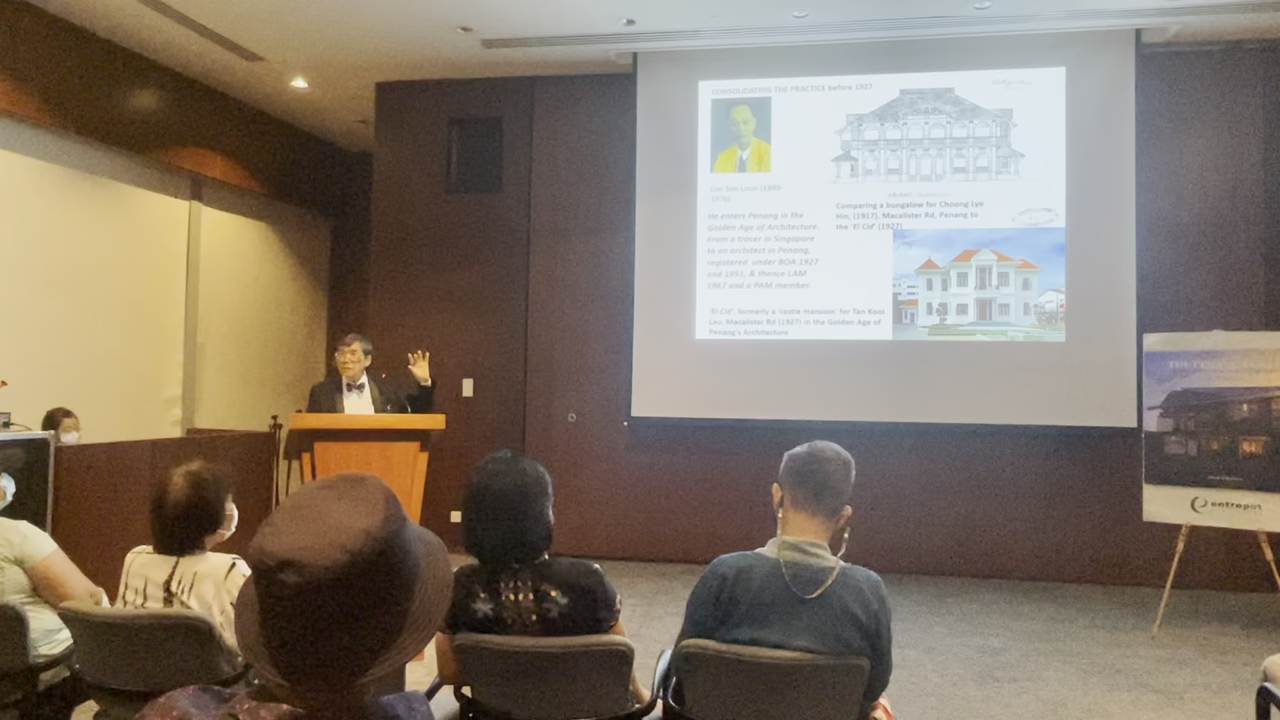 CONSOLIDATING THE PRACTICE before 1927
He enters Penang in the
Golden Age of Architecture.
From a tracer in Singapore
to an architect in Penang,
registered under BOA 1927
and 1951, & thence LAM
1967 and a PAM member
Comparing a bungalow for Choong Lye
Hin, (1917), Macalister Rd, Penang to
the 'El Cid' (1927)
'El Cid', formerly a 'castle mansion' for Tan Kool
Lau, Macalister Rd (1927) in the Golden Age of
Penang's Architecture
entrepot